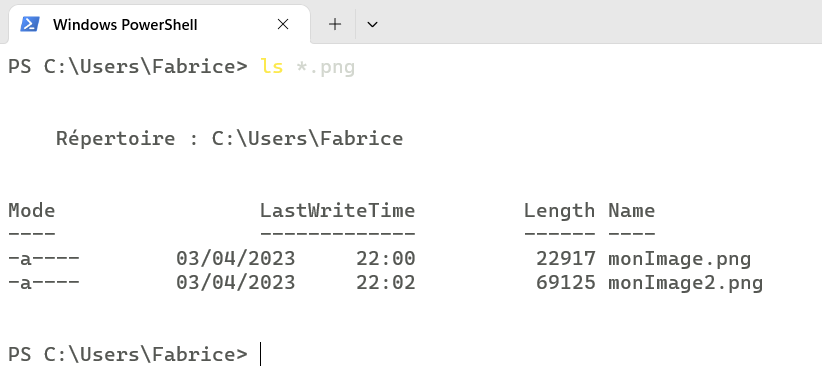 Windows PowerShell
PS C:\Users\Fabrice> ls *.png
Répertoire : C:\Users\Fabrice
Mode                 LastWriteTime         Length Name
----                 -------------         ------ ----
-a----        03/04/2023     22:00          22917 monImage.png
-a----        03/04/2023     22:02          69125 monImage2.png
PS C:\Users\Fabrice>